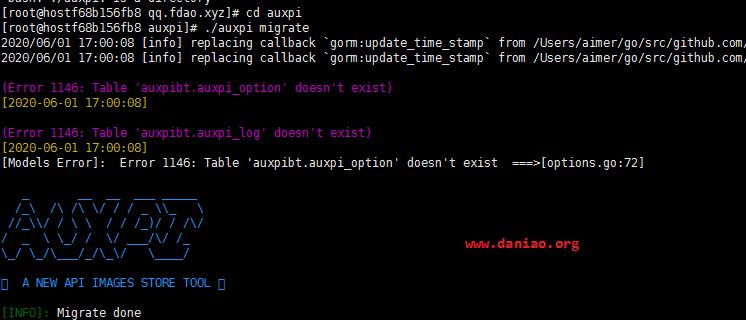 [root@hostf68b156fb8 qq.fdao.xyz]# cd auxpi
[root@hostf68b156fb8 auxpi]# ./auxpi migrate
2020/06/01 17:00:08 [info] replacing callback `gorm:update_time_stamp` from /Users/aimer/go/src/github.com/
2020/06/01 17:00:08 [info] replacing callback `gorm:update_time_stamp` from /Users/aimer/go/src/github.com/
(Error 1146: Table 'auxpibt.auxpi_option' doesn't exist)
[2020-06-01 17:00:08]
(Error 1146: Table 'auxpibt.auxpi_log' doesn't exist)
[2020-06-01 17:00:08]
[Models Error]:  Error 1146: Table 'auxpibt.auxpi_option' doesn't exist  ===>[options.go:72]
AUXPI
www.daniao.org
A NEW API IMAGES STORE TOOL
[INFO]: Migrate done